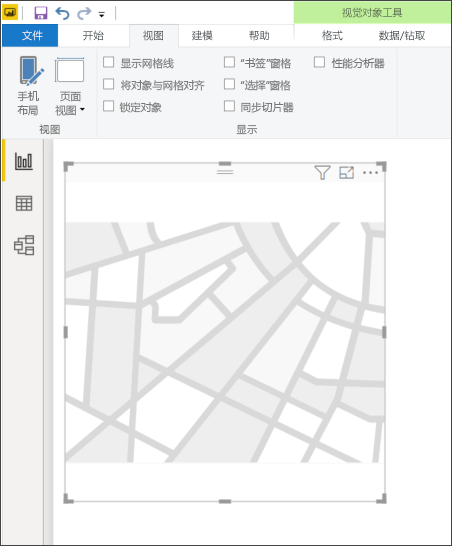 视觉对象工具
文件 开始 视图 建模 帮助 格式 数据/钻取
显示网格线 "书签"窗格 性能分析器
将对象与网格对齐 "选择"窗格
锁定对象 同步切片器
手机布局
页面视图
视图 显示